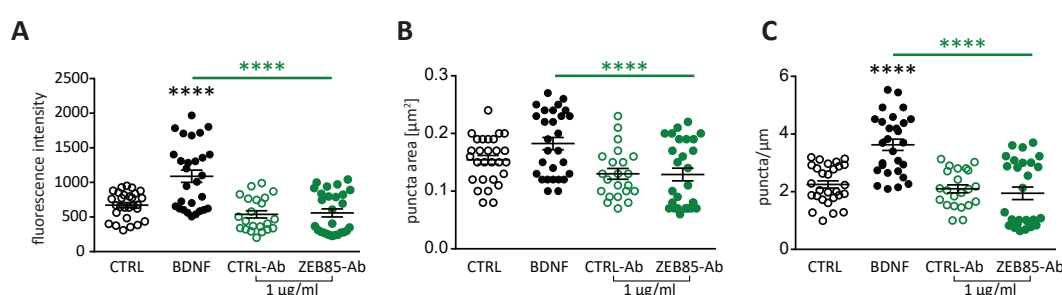 A
fluorescence intensity
2500
2000
1500
1000
500
0
****
****
CTRL
BDNF
CTRL-Ab
ZEB85-Ab
1 µg/ml
B
puncta area [µm²]
0.3
0.2
0.1
0.0
****
CTRL
BDNF
CTRL-Ab
ZEB85-Ab
1 µg/ml
C
puncta/µm
6
4
2
0
****
****
CTRL
BDNF
CTRL-Ab
ZEB85-Ab
1 µg/ml